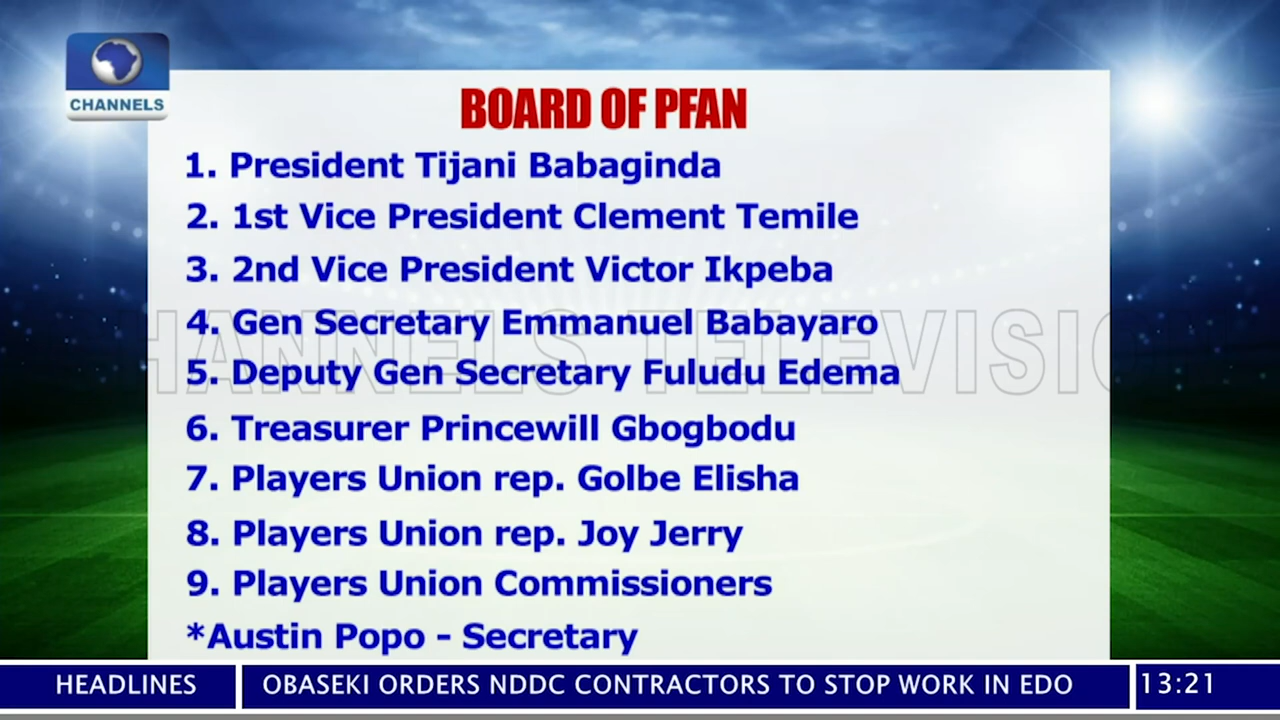 CHANNELS
BOARD OF PFAN
1. President Tijani Babaginda
2. 1st Vice President Clement Temile
3. 2nd Vice President Victor Ikpeba
4. Gen Secretary Emmanuel Babayaro
CHANNELS TELEVISIO
5. Deputy Gen Secretary Fuludu Edema
6. Treasurer Princewill Gbogbodu
7. Players Union rep. Golbe Elisha
8. Players Union rep. Joy Jerry
9. Players Union Commissioners
*Austin Popo - Secretary
HEADLINES OBASEKI ORDERS NDDC CONTRACTORS TO STOP WORK IN EDO 13:21